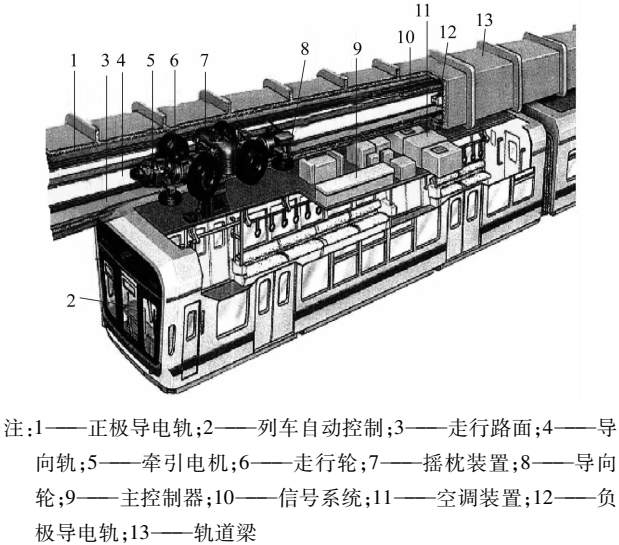 1 3 4 5 6 7 8 9 10 11 12 13
2
注:1——正极导电轨;2——列车自动控制;3——走行路面;4——导
向轨;5——牵引电机;6——走行轮;7——摇枕装置;8——导向
轮;9——主控制器;10——信号系统;11——空调装置;12——负
极导电轨;13——轨道梁